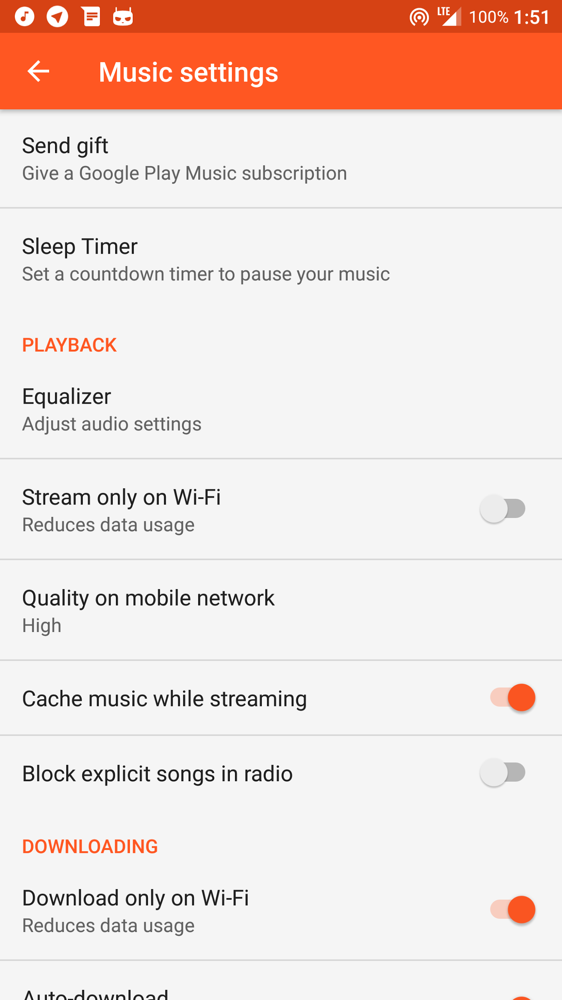 LTE 100% 1:51
Music settings
Send gift
Give a Google Play Music subscription
Sleep Timer
Set a countdown timer to pause your music
PLAYBACK
Equalizer
Adjust audio settings
Stream only on Wi-Fi
Reduces data usage
Quality on mobile network
High
Cache music while streaming
Block explicit songs in radio
DOWNLOADING
Download only on Wi-Fi
Reduces data usage
Auto-download